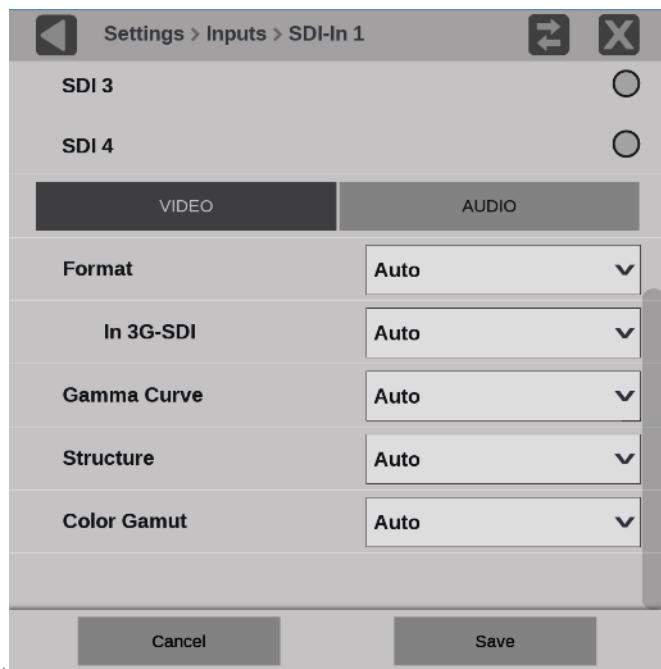 Settings > Inputs > SDI-In 1
SDI 3
SDI 4
VIDEO AUDIO
Format Auto
In 3G-SDI Auto
Gamma Curve Auto
Structure Auto
Color Gamut Auto
Cancel Save